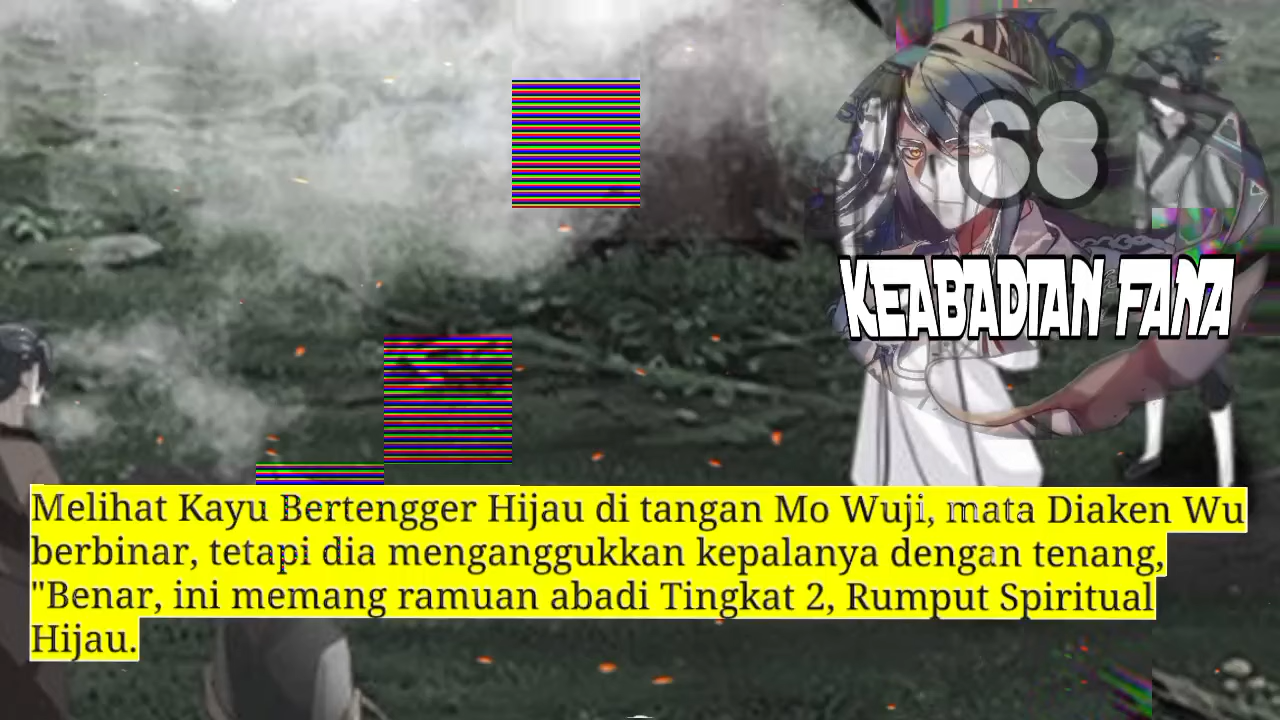 68
KEABADIAN FANA
Melihat Kayu Bertengger Hijau di tangan Mo Wuji, mata Diaken Wu
berbinar, tetapi dia menganggukkan kepalanya dengan tenang,
"Benar, ini memang ramuan abadi Tingkat 2, Rumput Spiritual
Hijau.